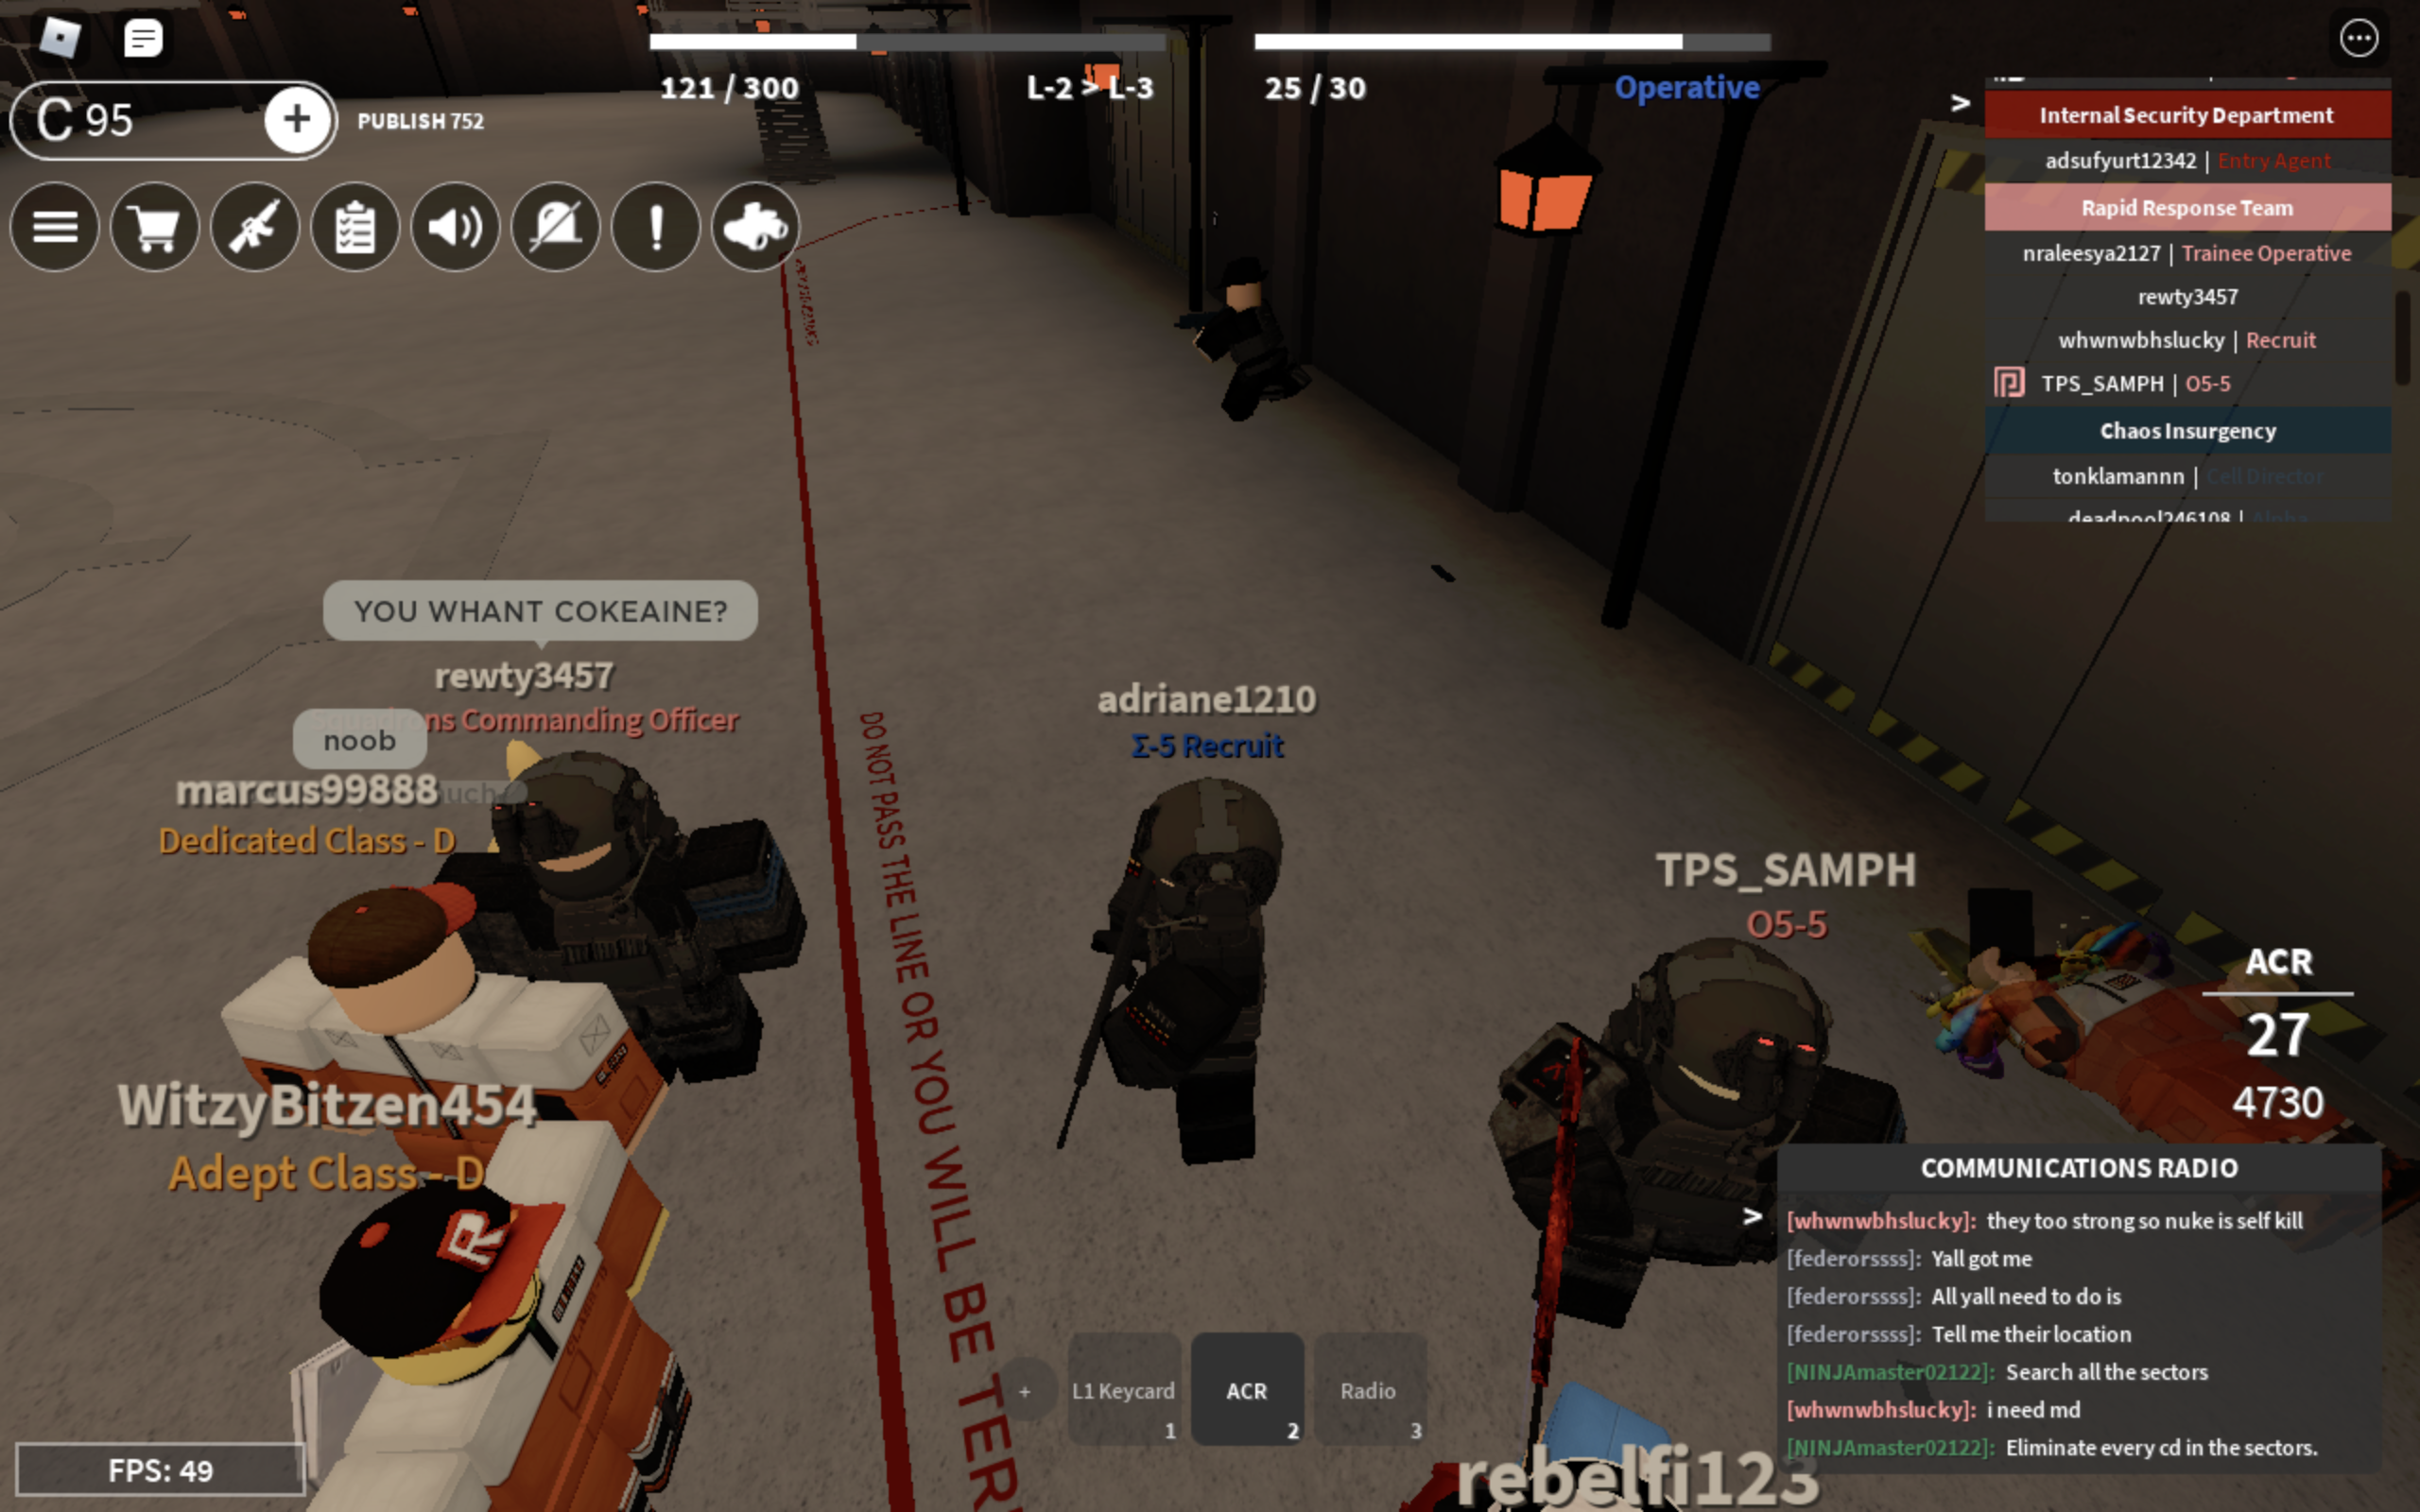 121 / 300
L-2 > L-3
25 / 30
Operative
C 95
+
PUBLISH 752
>
Internal Security Department
adsufyurt12342 | Entry Agent
Rapid Response Team
nraleesya2127 | Trainee Operative
rewty3457
whwnwbhslucky | Recruit
TPS_SAMPH | O5-5
Chaos Insurgency
tonklamannn | Cell Director
deadpool246108 | Alpha
YOU WHANT COKEAINE?
rewty3457
ns Commanding Officer
noob
marcus99888
Dedicated Class - D
adriane1210
Σ-5 Recruit
DO NOT PASS THE LINE OR YOU WILL BE TER
TPS_SAMPH
O5-5
WitzyBitzen454
Adept Class - D
ACR
27
4730
COMMUNICATIONS RADIO
>
[whwnwbhslucky]: they too strong so nuke is self kill
[federorssss]: Yall got me
[federorssss]: All yall need to do is
[federorssss]: Tell me their location
[NINJAmaster02122]: Search all the sectors
[whwnwbhslucky]: i need md
[NINJAmaster02122]: Eliminate every cd in the sectors.
+
L1 Keycard
1
ACR
2
Radio
3
rebelfi123
FPS: 49